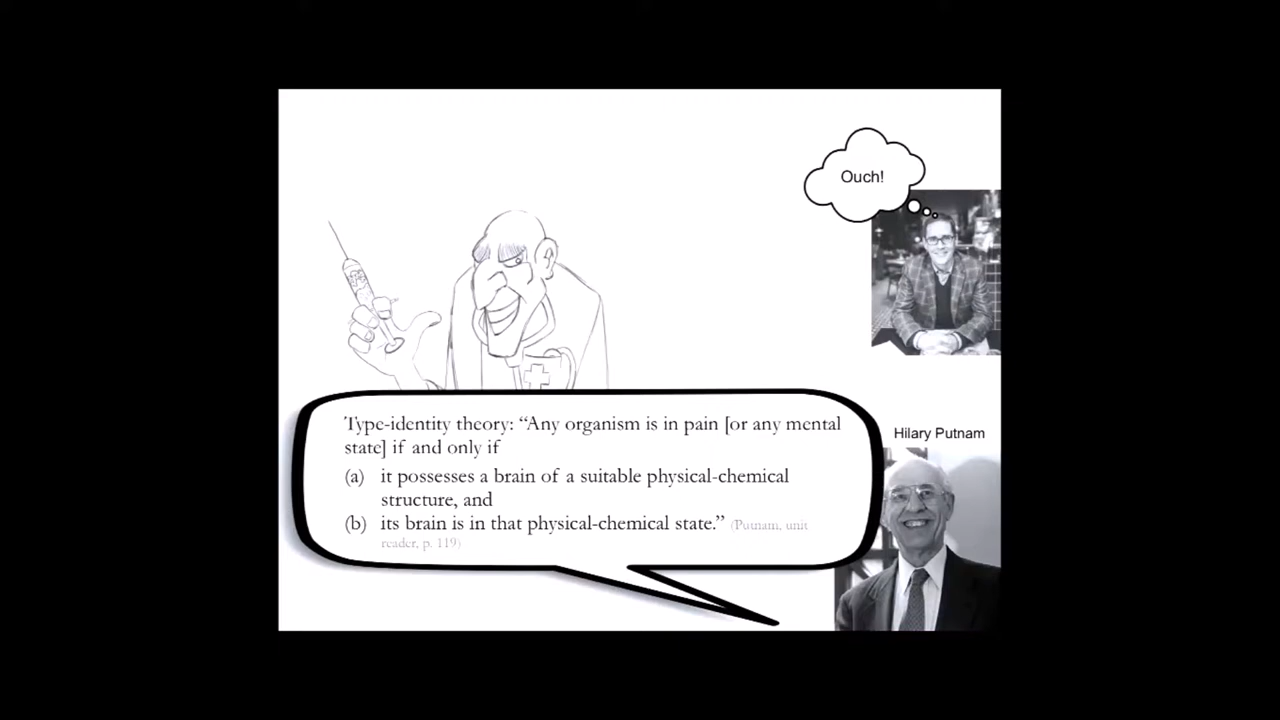 Ouch!
Hilary Putnam
Type-identity theory: “Any organism is in pain [or any mental
state] if and only if
(a) it possesses a brain of a suitable physical-chemical
structure, and
(b) its brain is in that physical-chemical state.” (Putnam, unit
reader, p. 119)